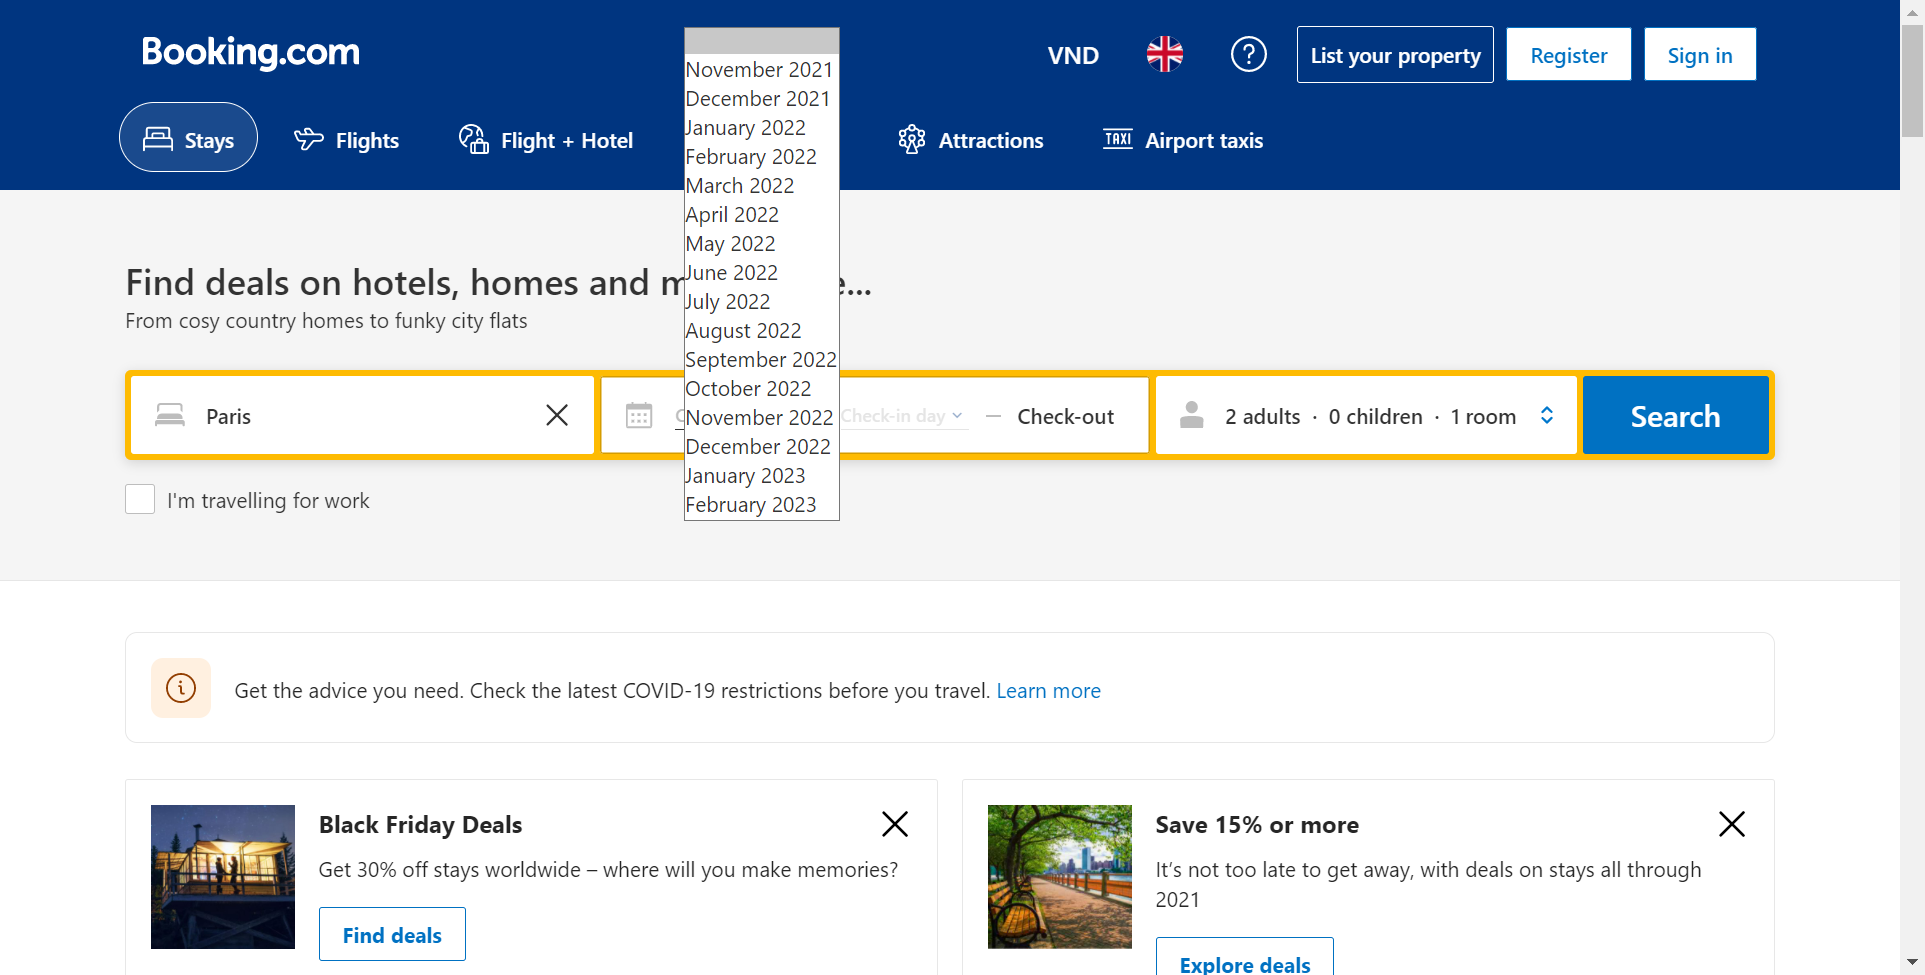 Booking.com
VND
List your property
Register
Sign in
Stays
Flights
Flight + Hotel
Attractions
TAXI Airport taxis
November 2021
December 2021
January 2022
February 2022
March 2022
April 2022
May 2022
June 2022
July 2022
August 2022
September 2022
October 2022
November 2022
December 2022
January 2023
February 2023
Find deals on hotels, homes and
From cosy country homes to funky city flats
Paris
Check-in day — Check-out
2 adults · 0 children · 1 room
Search
I'm travelling for work
Get the advice you need. Check the latest COVID-19 restrictions before you travel. Learn more
Black Friday Deals
Get 30% off stays worldwide – where will you make memories?
Find deals
Save 15% or more
It’s not too late to get away, with deals on stays all through
2021
Explore deals